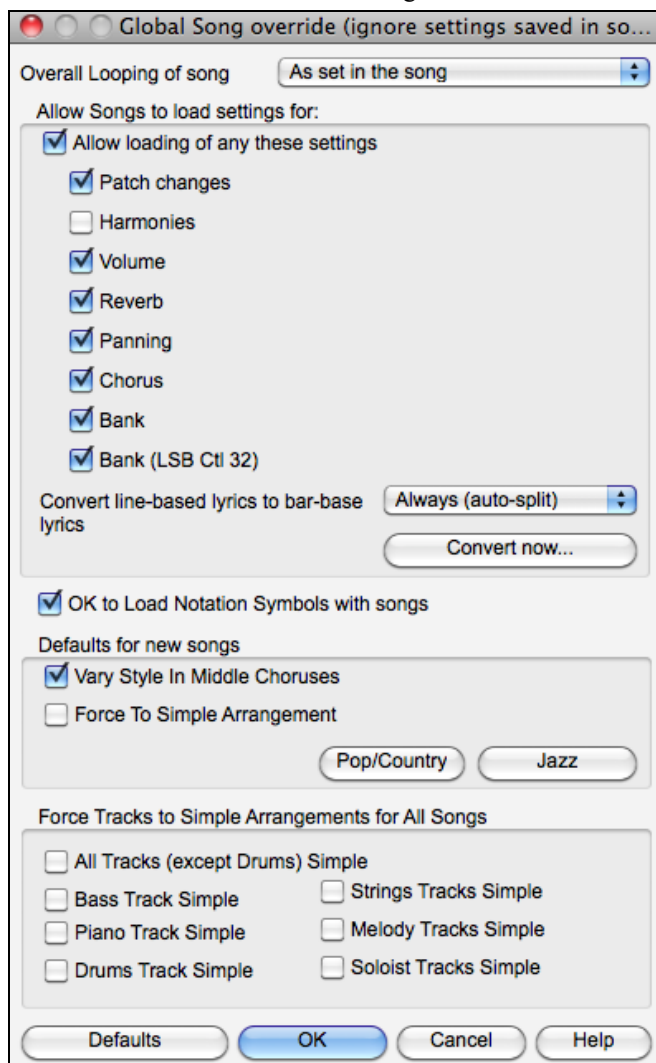 Global Song override (ignore settings saved in so...
Overall Looping of song As set in the song
Allow Songs to load settings for:
Allow loading of any these settings
Patch changes
Harmonies
Volume
Reverb
Panning
Chorus
Bank
Bank (LSB Ctl 32)
Convert line-based lyrics to bar-base Always (auto-split)
lyrics
Convert now...
OK to Load Notation Symbols with songs
Defaults for new songs
Vary Style In Middle Choruses
Force To Simple Arrangement
Pop/Country Jazz
Force Tracks to Simple Arrangements for All Songs
All Tracks (except Drums) Simple
Bass Track Simple Strings Tracks Simple
Piano Track Simple Melody Tracks Simple
Drums Track Simple Soloist Tracks Simple
Defaults OK Cancel Help